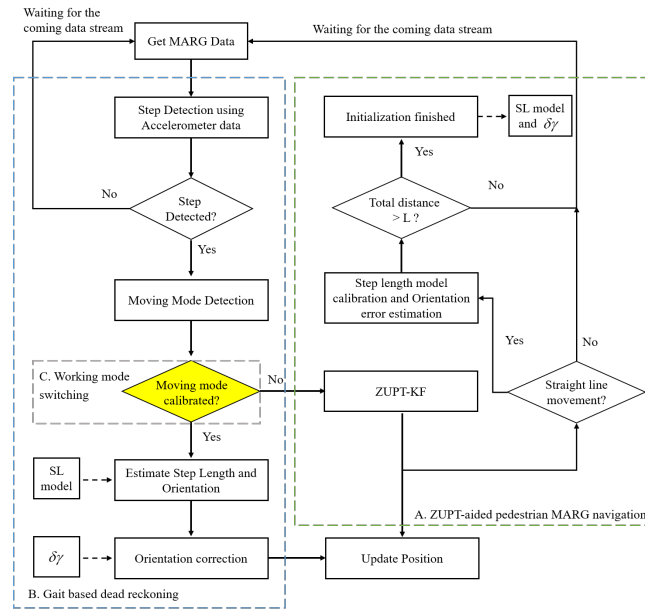 Waiting for the
coming data stream
Get MARG Data
Waiting for the coming data stream
Step Detection using
Accelerometer data
Initialization finished
SL model
and δγ
Yes
No
Step
Detected?
Total distance
> L ?
No
Yes
Moving Mode Detection
Step length model
calibration and Orientation
error estimation
Yes
No
C. Working mode
switching
Moving mode
calibrated?
No
ZUPT-KF
Straight line
movement?
Yes
SL
model
Estimate Step Length and
Orientation
A. ZUPT-aided pedestrian MARG navigation
δγ
Orientation correction
Update Position
B. Gait based dead reckoning